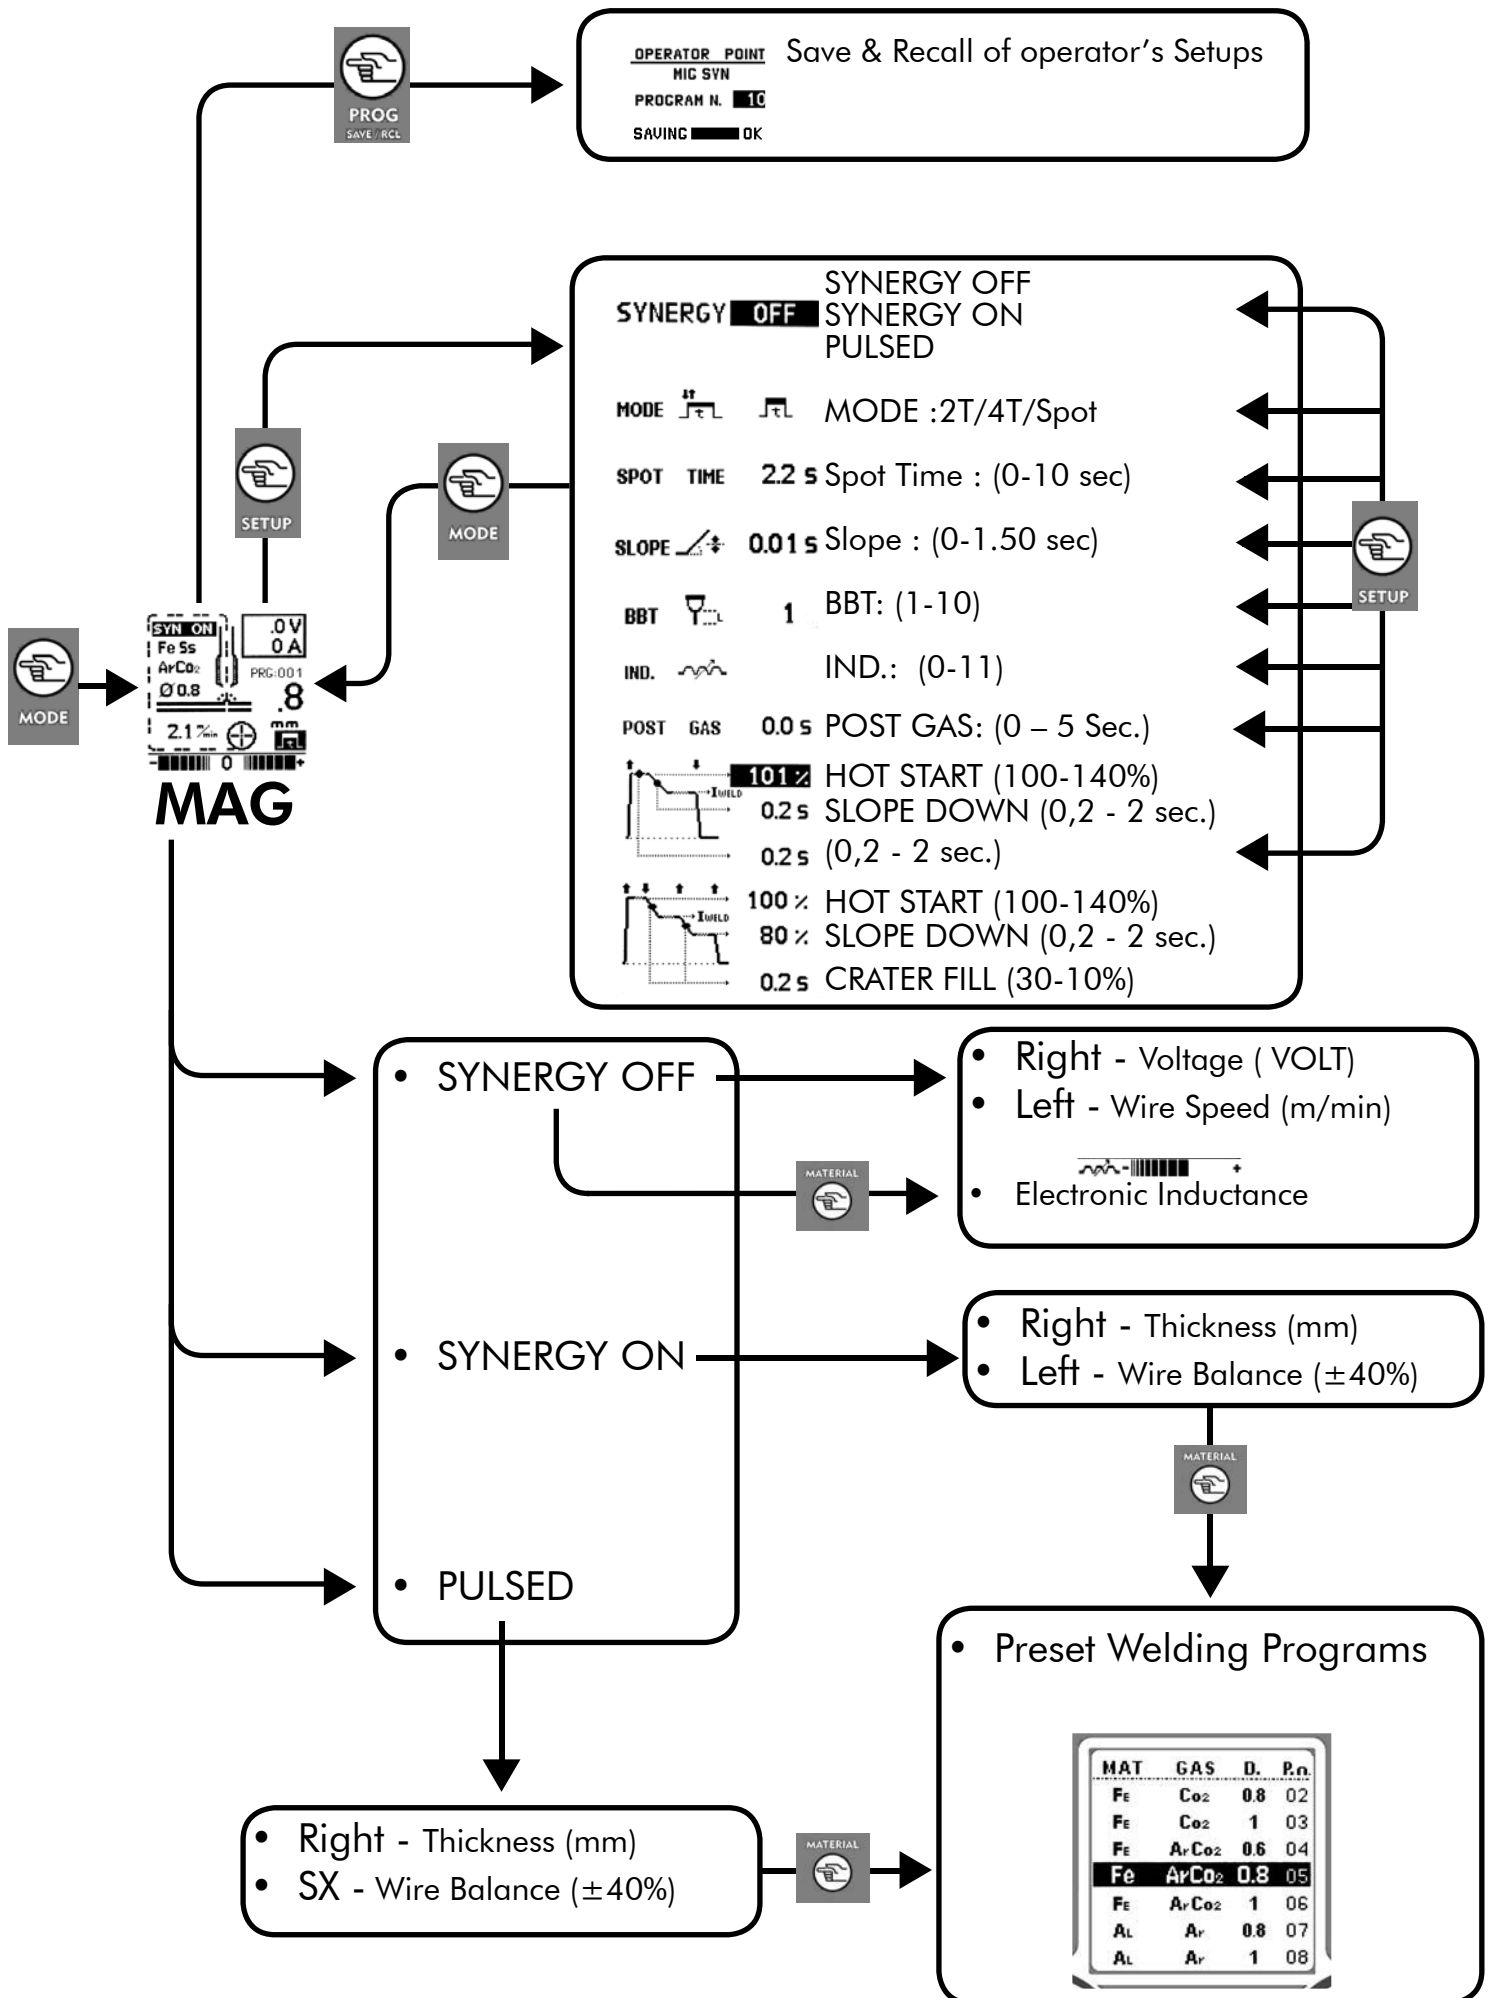 OPERATOR POINT
MIG SYN
PROGRAM N. 10
SAVING OK
Save & Recall of operator's Setups
PROG
SAVE / RCL
SYNERGY OFF
SYNERGY OFF
SYNERGY ON
PULSED
MODE t t MODE :2T/4T/Spot
SPOT TIME 2.2 s Spot Time : (0-10 sec)
SLOPE 0.01 s Slope : (0-1.50 sec)
BBT L 1 BBT: (1-10)
IND. IND.: (0-11)
POST GAS 0.0 s POST GAS: (0 – 5 Sec.)
101 % HOT START (100-140%)
IWELD
0.2 s SLOPE DOWN (0,2 - 2 sec.)
0.2 s (0,2 - 2 sec.)
100 % HOT START (100-140%)
IWELD
80 % SLOPE DOWN (0,2 - 2 sec.)
0.2 s CRATER FILL (30-10%)
SETUP
MODE
SETUP
MODE
SYN ON .0 V
Fe Ss 0 A
ArCo2 PRG:001
Ø 0.8 .8
2.1 m/min mm
- 0 +
MAG
• SYNERGY OFF
• Right - Voltage ( VOLT)
• Left - Wire Speed (m/min)
MATERIAL
- +
• Electronic Inductance
• SYNERGY ON
• Right - Thickness (mm)
• Left - Wire Balance (±40%)
MATERIAL
• PULSED
• Right - Thickness (mm)
• SX - Wire Balance (±40%)
MATERIAL
• Preset Welding Programs
MAT GAS D. P.n.
FE Co2 0.8 02
FE Co2 1 03
FE ArCo2 0.6 04
Fe ArCo2 0.8 05
FE ArCo2 1 06
AL Ar 0.8 07
AL Ar 1 08